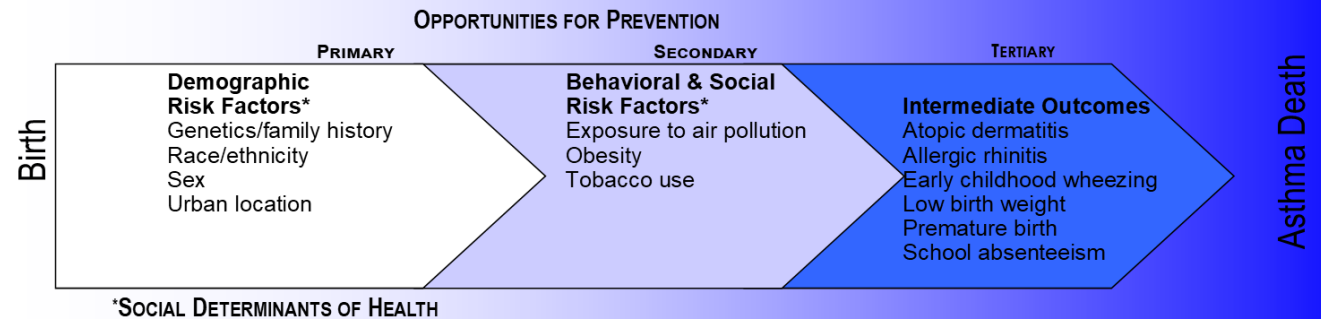 OPPORTUNITIES FOR PREVENTION
PRIMARY
SECONDARY
TERTIARY
Birth
Demographic
Risk Factors*
Genetics/family history
Race/ethnicity
Sex
Urban location
Behavioral & Social
Risk Factors*
Exposure to air pollution
Obesity
Tobacco use
Intermediate Outcomes
Atopic dermatitis
Allergic rhinitis
Early childhood wheezing
Low birth weight
Premature birth
School absenteeism
Asthma Death
*SOCIAL DETERMINANTS OF HEALTH